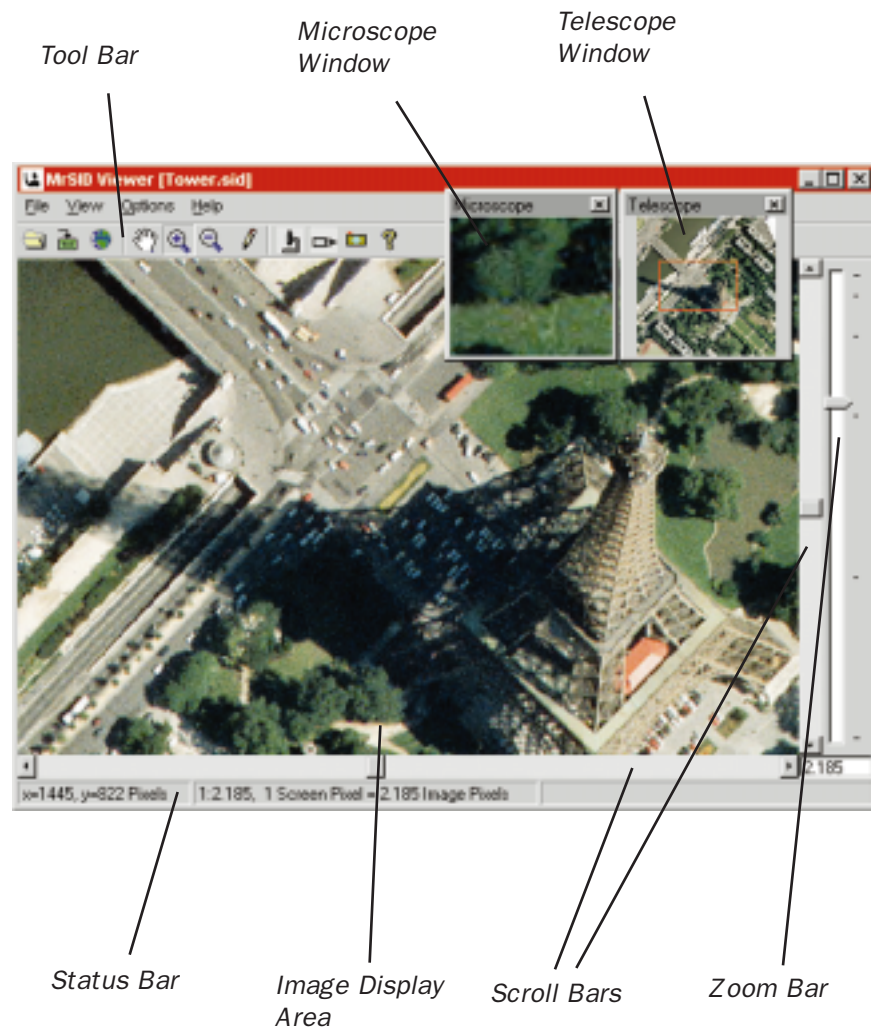 Tool Bar
Microscope
Window
Telescope
Window
MrSID Viewer [Tower.sid]
File View Options Help
Microscope
Telescope
2.185
x=1445, y=822 Pixels
1:2.185, 1 Screen Pixel = 2.185 Image Pixels
Status Bar
Image Display
Area
Scroll Bars
Zoom Bar